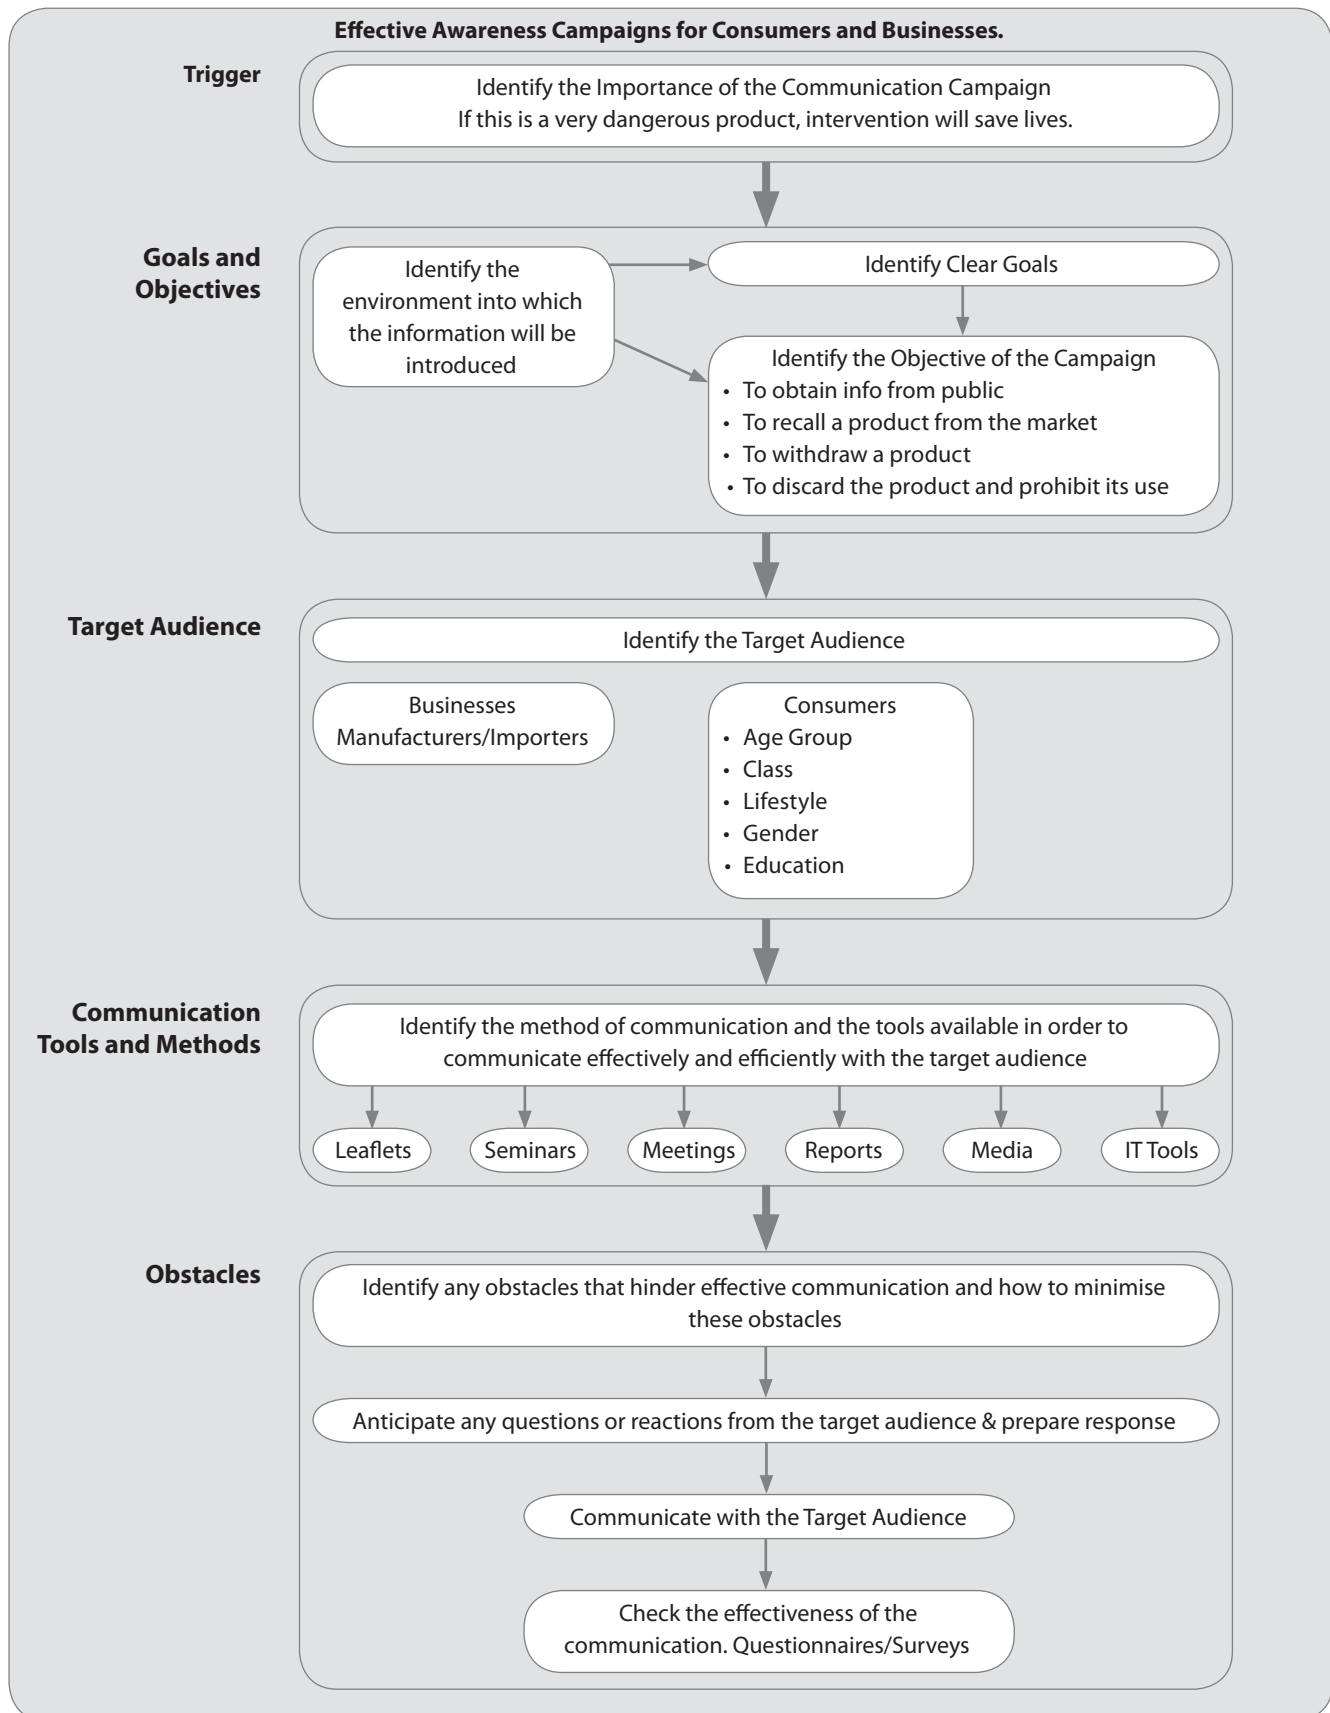 Effective Awareness Campaigns for Consumers and Businesses.
Trigger
Identify the Importance of the Communication Campaign
If this is a very dangerous product, intervention will save lives.
Goals and
Objectives
Identify the
environment into which
the information will be
introduced
Identify Clear Goals
Identify the Objective of the Campaign
• To obtain info from public
• To recall a product from the market
• To withdraw a product
• To discard the product and prohibit its use
Target Audience
Identify the Target Audience
Businesses
Manufacturers/Importers
Consumers
• Age Group
• Class
• Lifestyle
• Gender
• Education
Communication
Tools and Methods
Identify the method of communication and the tools available in order to
communicate effectively and efficiently with the target audience
Leaflets
Seminars
Meetings
Reports
Media
IT Tools
Obstacles
Identify any obstacles that hinder effective communication and how to minimise
these obstacles
Anticipate any questions or reactions from the target audience & prepare response
Communicate with the Target Audience
Check the effectiveness of the
communication. Questionnaires/Surveys